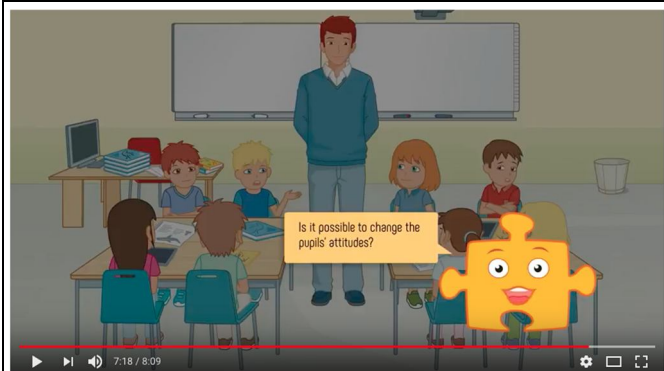 Is it possible to change the
pupils' attitudes?
7:18 / 8:09